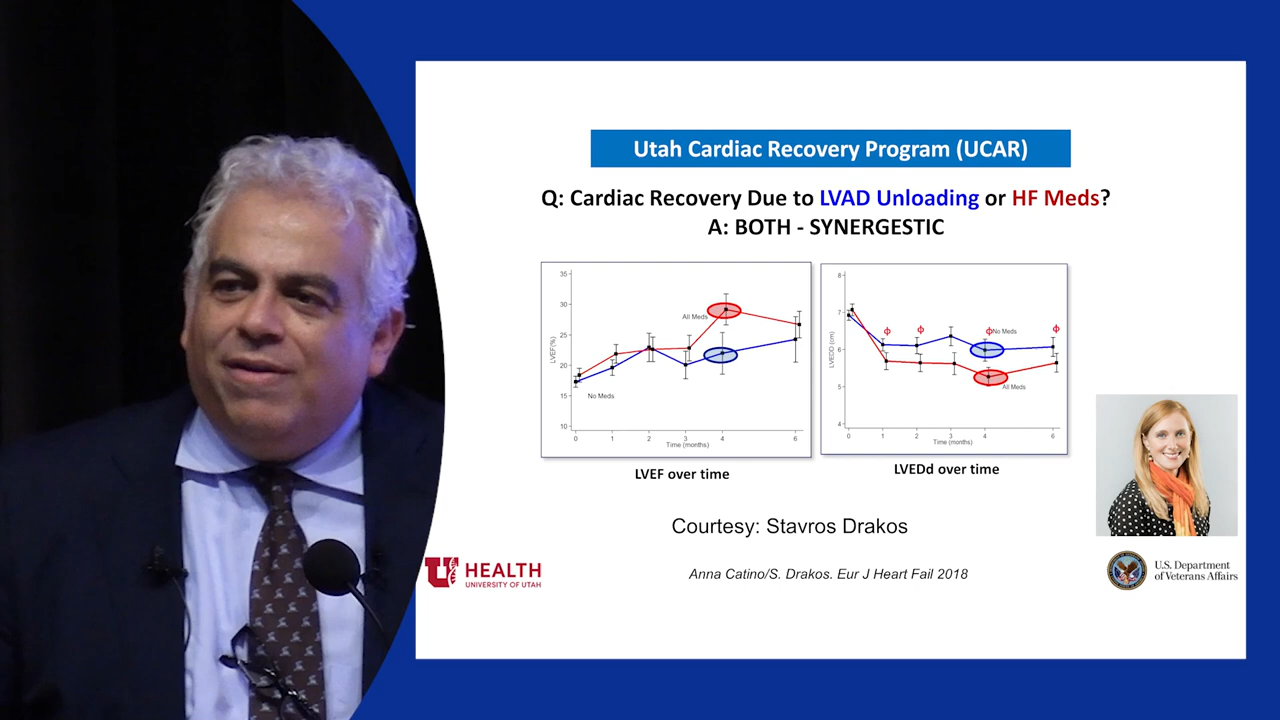 Utah Cardiac Recovery Program (UCAR)
Q: Cardiac Recovery Due to LVAD Unloading or HF Meds?
A: BOTH - SYNERGESTIC
35
30
25
20
15
10
LVEF(%)
All Meds
No Meds
0
1
2
3
4
6
Time (months)
LVEF over time
8
7
6
5
4
LVEDD (cm)
ϕ
ϕ
ϕ
ϕ
No Meds
All Meds
0
1
2
3
4
6
Time (months)
LVEDd over time
Courtesy: Stavros Drakos
Anna Catino/S. Drakos. Eur J Heart Fail 2018
U HEALTH
UNIVERSITY OF UTAH
U.S. Department
of Veterans Affairs